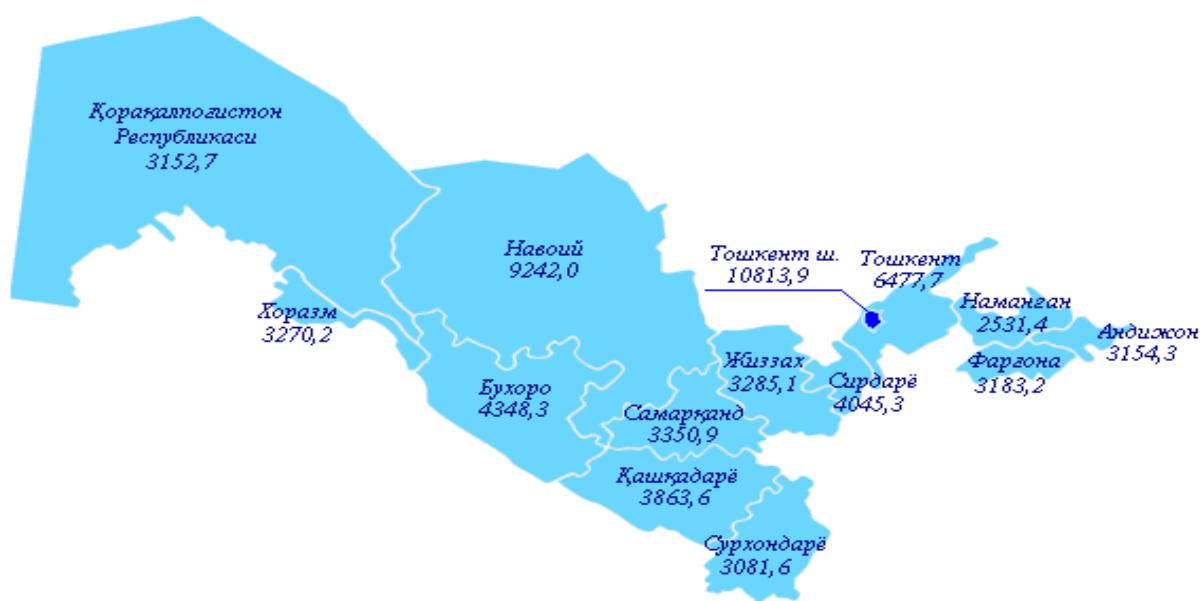 Қорақалпоғистон
Республикаси
3152,7
Навоий
9242,0
Тошкент ш.
10813,9
Тошкент
6477,7
Хоразм
3270,2
Наманган
2531,4
Андижон
3154,3
Фарғона
3183,2
Бухоро
4348,3
Жиззах
3285,1
Сирдарё
4045,3
Самарқанд
3350,9
Қашқадарё
3863,6
Сурхондарё
3081,6